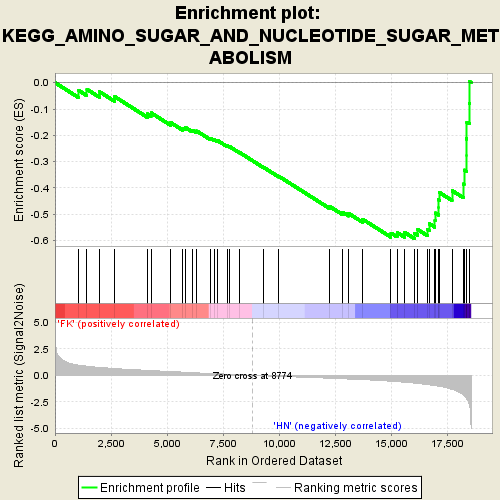 Enrichment plot:
KEGG_AMINO_SUGAR_AND_NUCLEOTIDE_SUGAR_MET
ABOLISM
Enrichment score (ES)
0.0
-0.1
-0.2
-0.3
-0.4
-0.5
-0.6
'FK' (positively correlated)
Ranked list metric (Signal2Noise)
5.0
2.5
0.0
-2.5
-5.0
Zero cross at 8774
'HN' (negatively correlated)
0
2,500
5,000
7,500
10,000
12,500
15,000
17,500
Rank in Ordered Dataset
Enrichment profile
Hits
Ranking metric scores